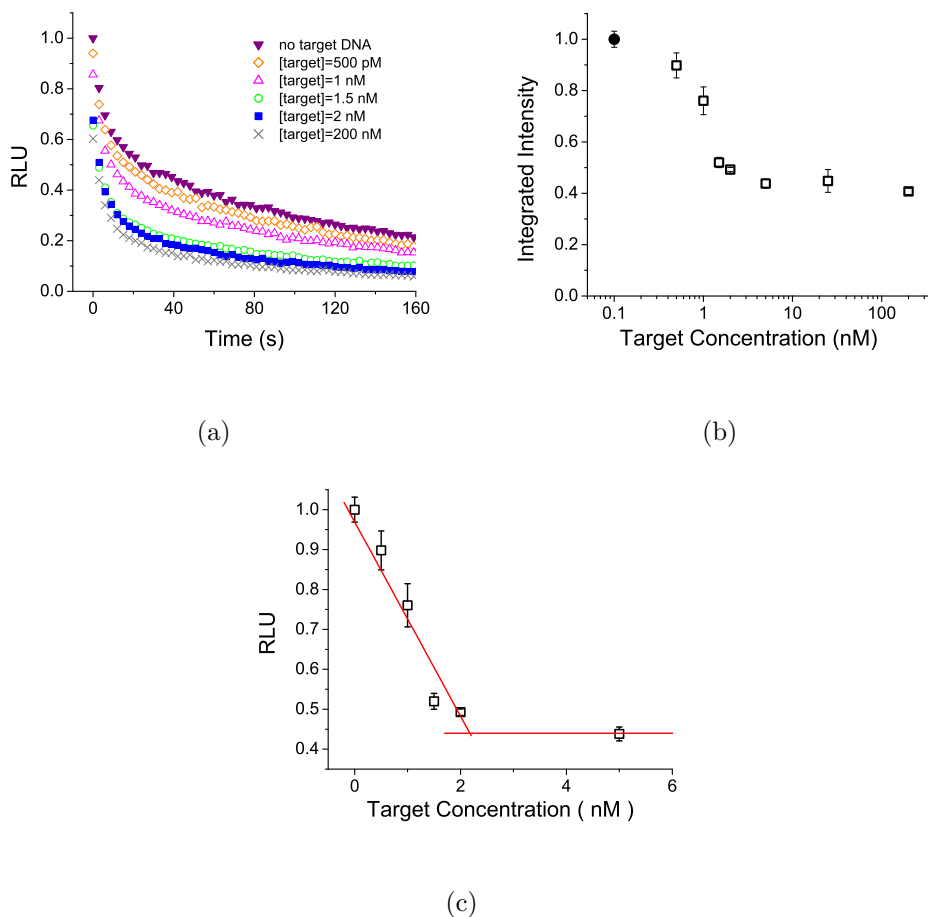 1.0
0.8
0.6
0.4
0.2
0.0
RLU
no target DNA
[target]=500 pM
[target]=1 nM
[target]=1.5 nM
[target]=2 nM
[target]=200 nM
0 40 80 120 160
Time (s)
(a)
1.0
0.8
0.6
0.4
0.2
0.0
Integrated Intensity
0.1 1 10 100
Target Concentration (nM)
(b)
1.0
0.9
0.8
0.7
0.6
0.5
0.4
RLU
0 2 4 6
Target Concentration ( nM )
(c)